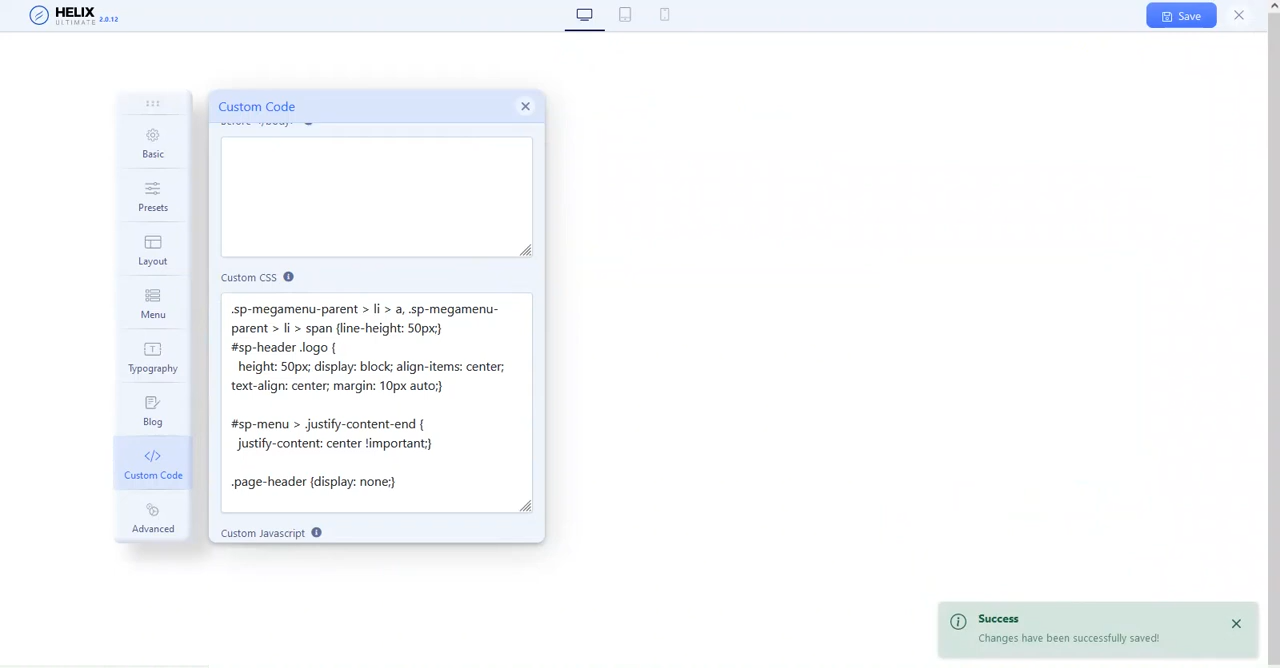 HELIX
ULTIMATE 2.0.12
Save
Custom Code
Before </body>
Basic
Presets
Layout
Menu
Typography
Blog
Custom Code
Advanced
Custom CSS
.sp-megamenu-parent > li > a, .sp-megamenu-
parent > li > span {line-height: 50px;}
#sp-header .logo {
height: 50px; display: block; align-items: center;
text-align: center; margin: 10px auto;}
#sp-menu > .justify-content-end {
justify-content: center !important;}
.page-header {display: none;}
Custom Javascript
Success
Changes have been successfully saved!